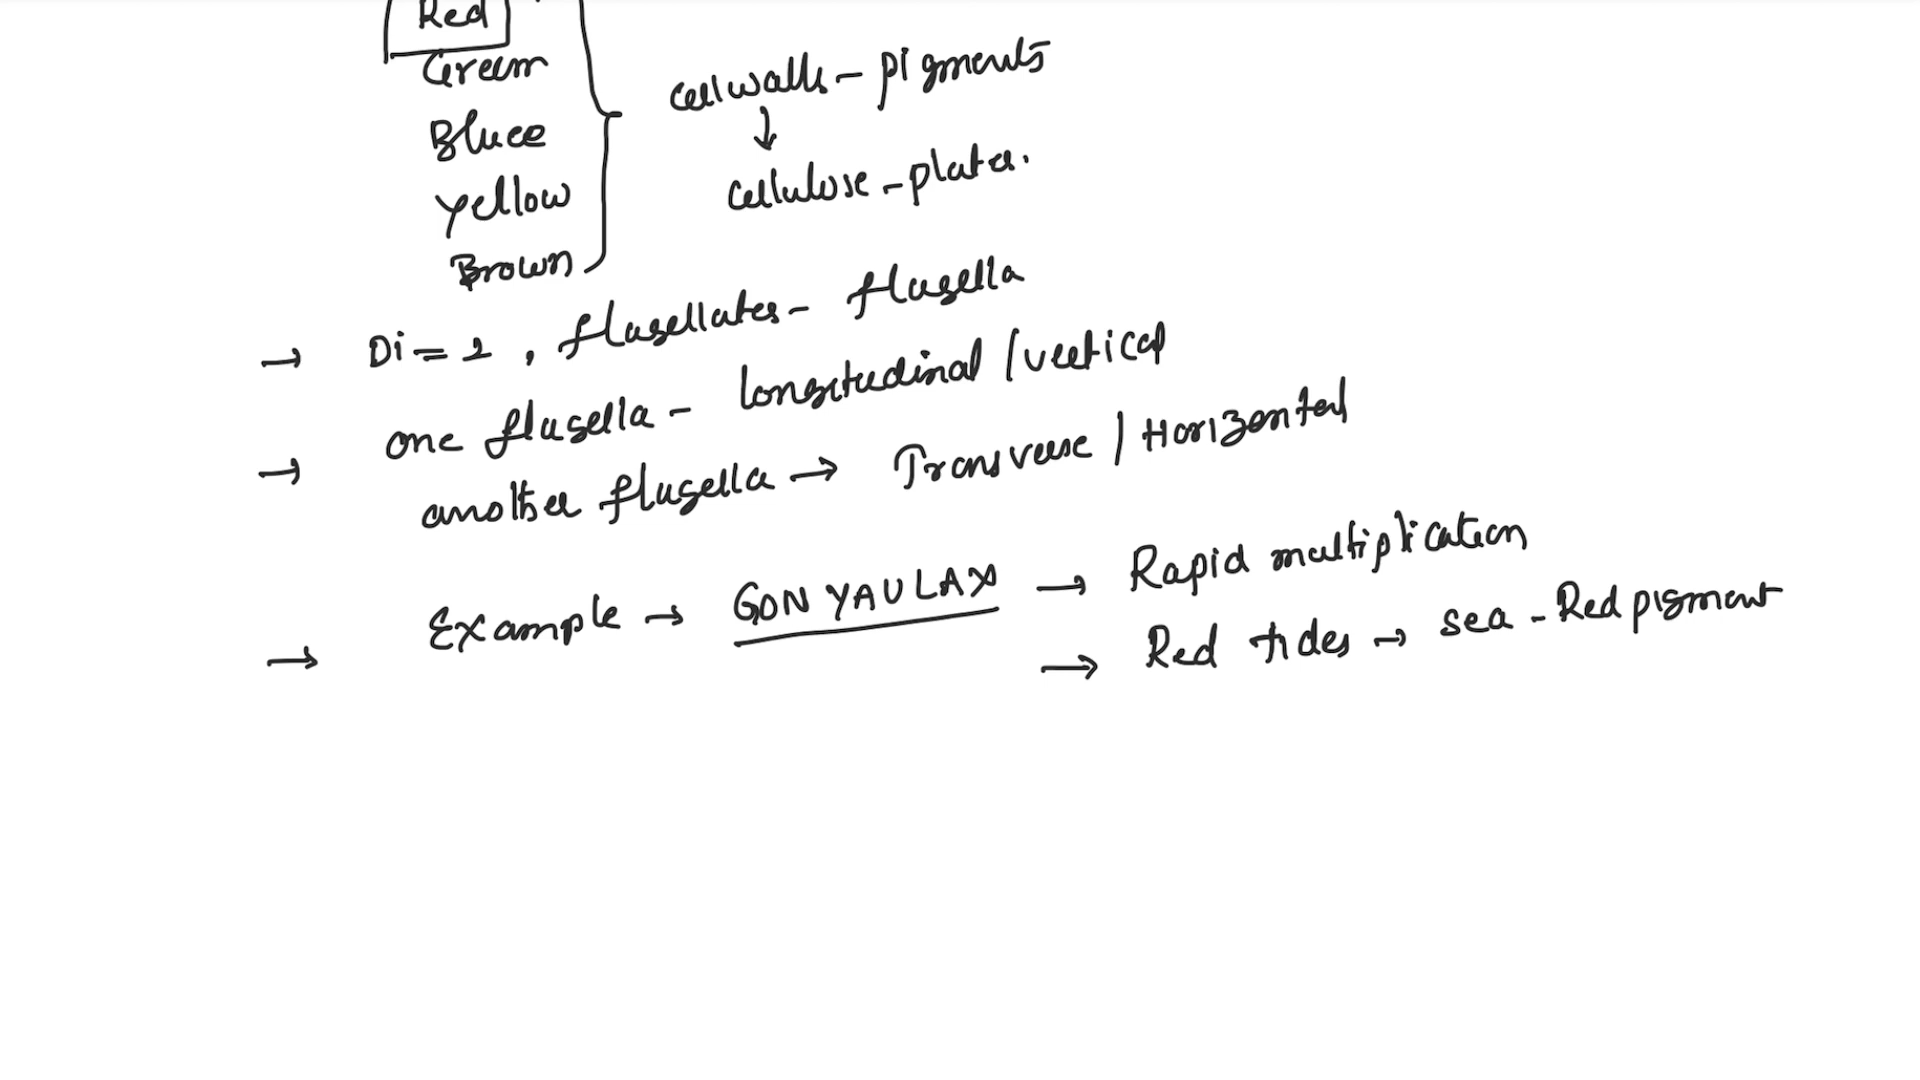 Red
Green
Bluee
Yellow
Brown
cellwalls - pigments
↓
cellulose - plates.
→ Di = 2, flagellates - flagella
→ one flagella - longitudinal / vertical
another flagella → Transverse / Horizontal
→ Example → GONYAULAX → Rapid multiplication
→ Red tides → sea - Red pigment